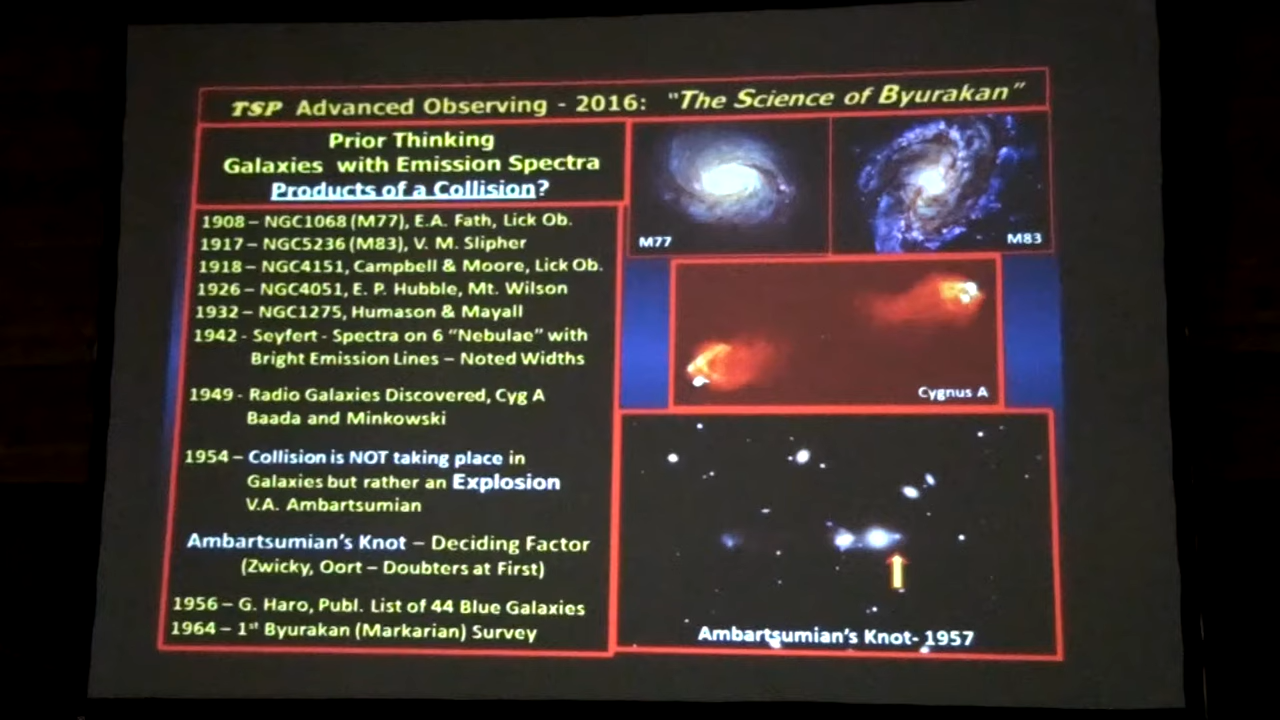 TSP Advanced Observing - 2016: "The Science of Byurakan"
Prior Thinking
Galaxies with Emission Spectra
Products of a Collision?
1908 – NGC1068 (M77), E.A. Fath, Lick Ob.
1917 – NGC5236 (M83), V. M. Slipher
1918 – NGC4151, Campbell & Moore, Lick Ob.
1926 – NGC4051, E. P. Hubble, Mt. Wilson
1932 – NGC1275, Humason & Mayall
1942 - Seyfert - Spectra on 6 "Nebulae" with
Bright Emission Lines – Noted Widths
1949 - Radio Galaxies Discovered, Cyg A
Baada and Minkowski
1954 – Collision is NOT taking place in
Galaxies but rather an Explosion
V.A. Ambartsumian
Ambartsumian's Knot – Deciding Factor
(Zwicky, Oort – Doubters at First)
1956 – G. Haro, Publ. List of 44 Blue Galaxies
1964 – 1st Byurakan (Markarian) Survey
M77
M83
Cygnus A
Ambartsumian's Knot- 1957